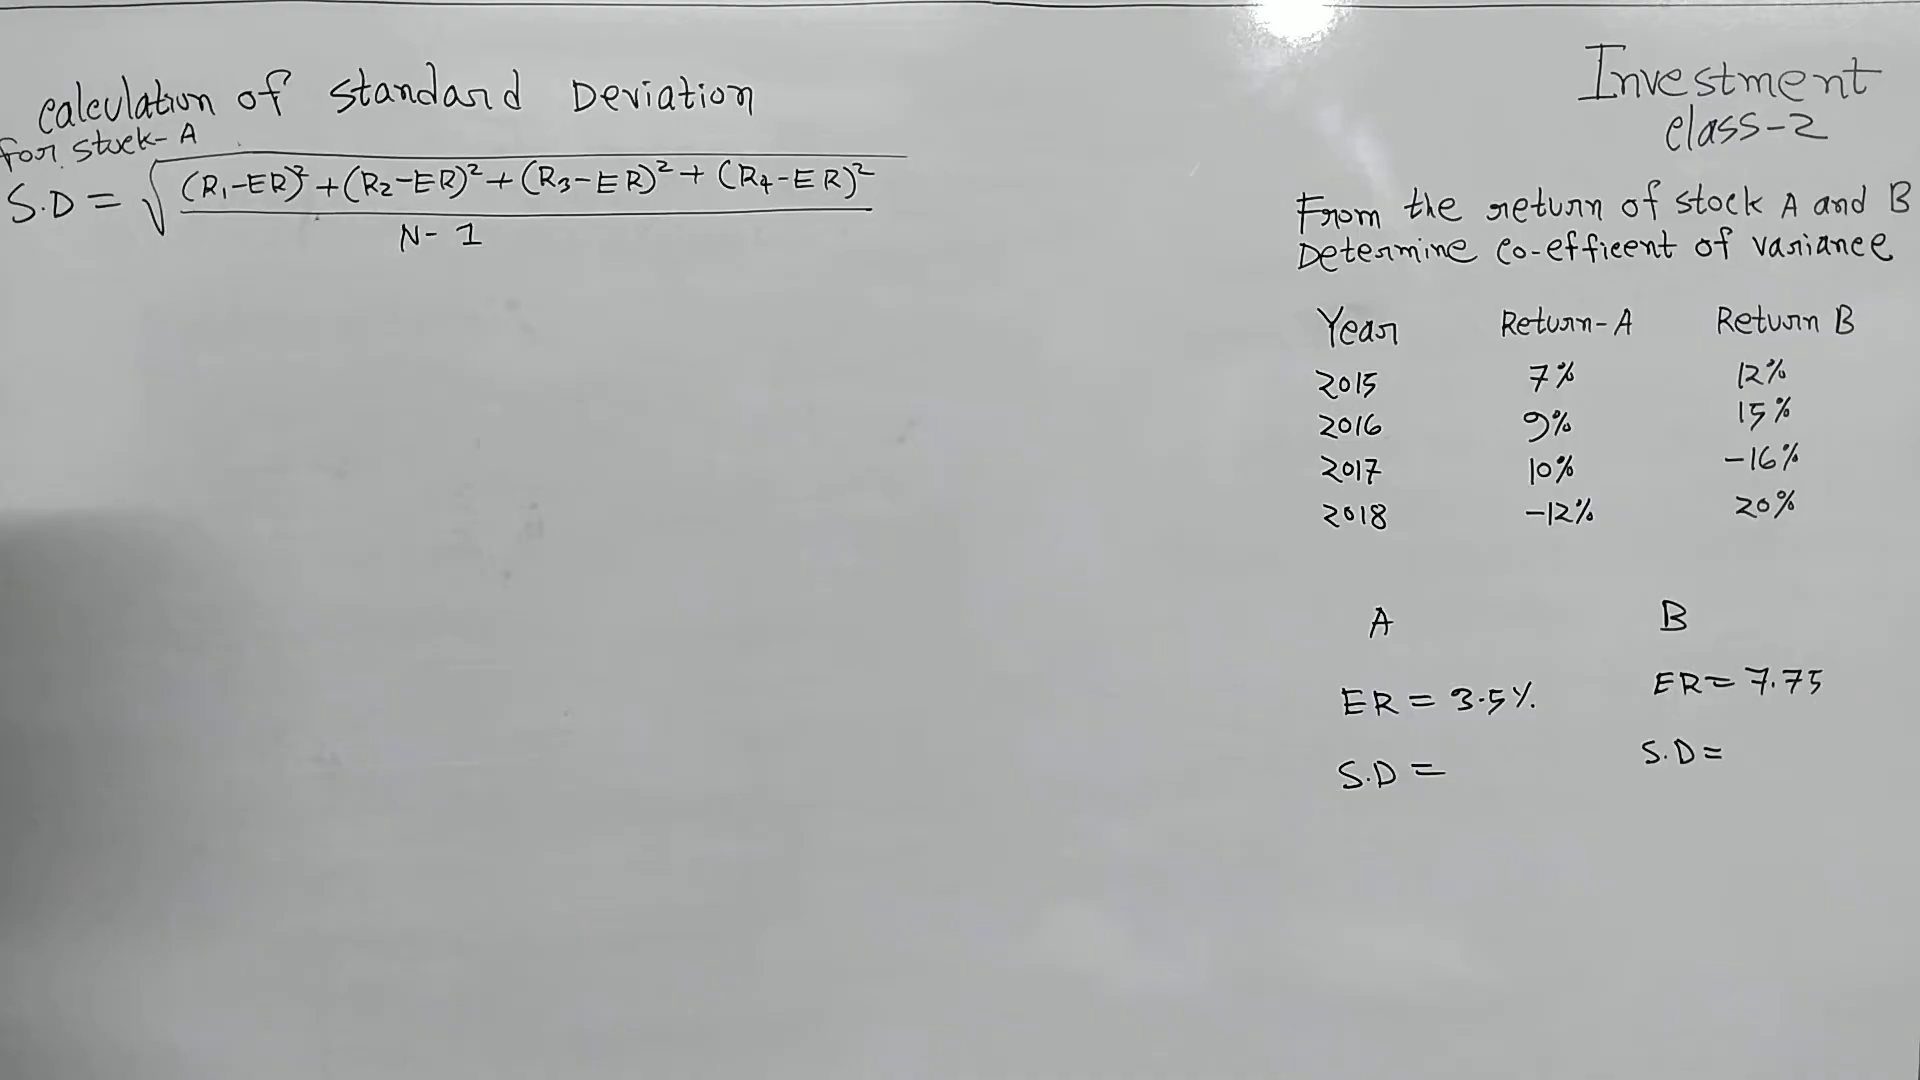 calculation of standard Deviation
for stock-A
S.D = √(R₁-ER)² + (R₂-ER)² + (R₃-ER)² + (R₄-ER)²
N-1
Investment
class-2
From the return of stock A and B
Determine co-efficent of variance
Year Return-A Return B
2015 7% 12%
2016 9% 15%
2017 10% -16%
2018 -12% 20%
A B
ER = 3.5% ER = 7.75
S.D = S.D =